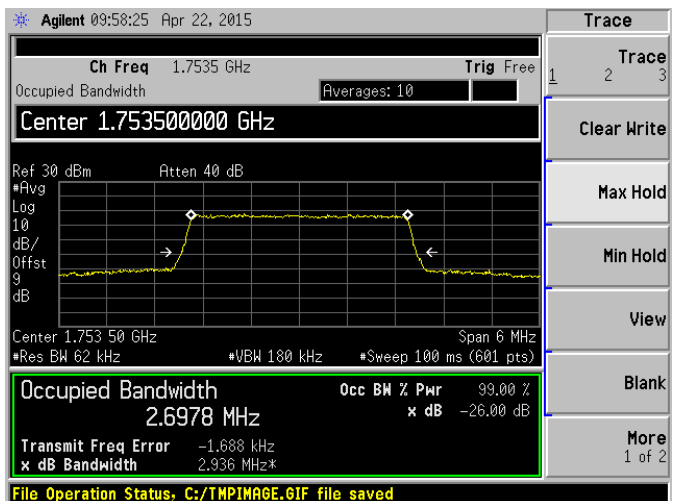 Agilent 09:58:25 Apr 22, 2015
Trace
Ch Freq 1.7535 GHz Trig Free
Occupied Bandwidth Averages: 10
Center 1.753500000 GHz
Ref 30 dBm Atten 40 dB
#Avg
Log
10
dB/
Offst
9
dB
Center 1.753 50 GHz Span 6 MHz
#Res BW 62 kHz #VBW 180 kHz #Sweep 100 ms (601 pts)
Occupied Bandwidth Occ BW % Pwr 99.00 %
2.6978 MHz x dB -26.00 dB
Transmit Freq Error -1.688 kHz
x dB Bandwidth 2.936 MHz*
File Operation Status, C:/TMPIMAGE.GIF file saved
Trace
1 2 3
Clear Write
Max Hold
Min Hold
View
Blank
More
1 of 2